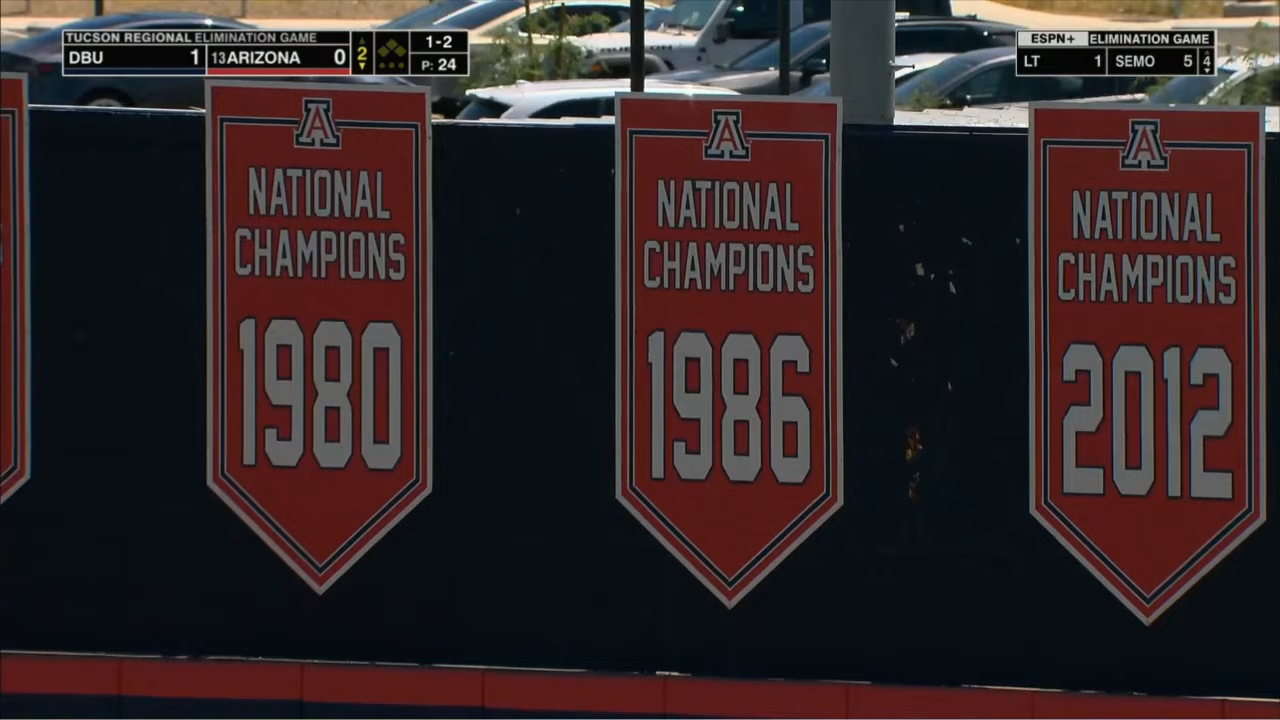 TUCSON REGIONAL ELIMINATION GAME
DBU 1 13 ARIZONA 0 2 1-2
P: 24
ESPN+ ELIMINATION GAME
LT 1 SEMO 5 4
A
NATIONAL
CHAMPIONS
1980
A
NATIONAL
CHAMPIONS
1986
A
NATIONAL
CHAMPIONS
2012